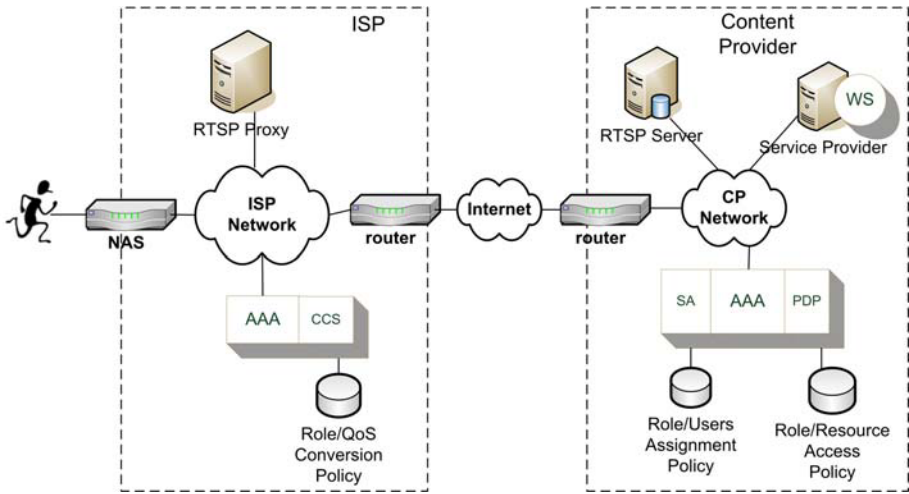 ISP
Content
Provider
RTSP Proxy
RTSP Server
WS
Service Provider
NAS
ISP
Network
router
Internet
router
CP
Network
AAA
CCS
SA
AAA
PDP
Role/QoS
Conversion
Policy
Role/Users
Assignment
Policy
Role/Resource
Access
Policy